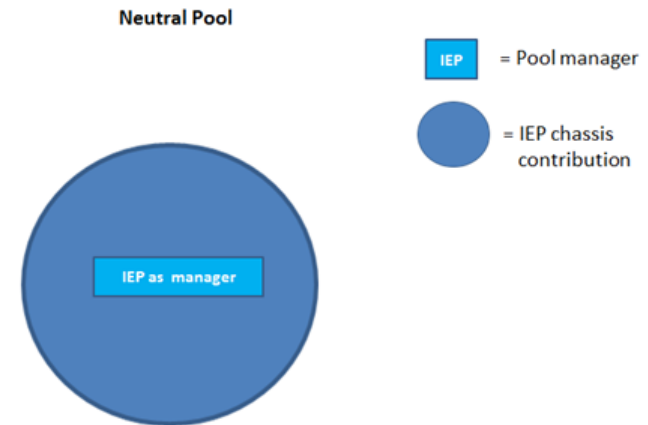 Neutral Pool
IEP
= Pool manager
= IEP chassis
contribution
IEP as manager